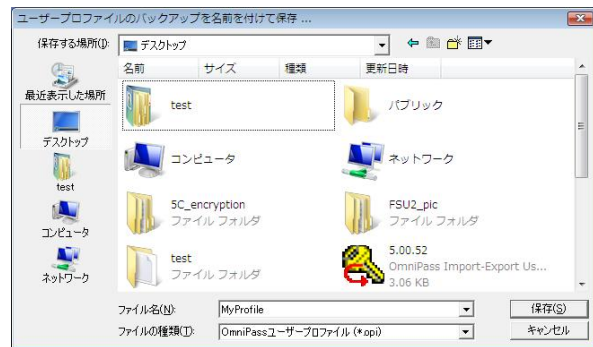 ユーザープロファイルのバックアップを名前を付けて保存 ...
保存する場所(I):
デスクトップ
名前 サイズ 種類 更新日時
最近表示した場所
デスクトップ
test
コンピュータ
ネットワーク
test
パブリック
コンピュータ
ネットワーク
5C_encryption
ファイル フォルダ
FSU2_pic
ファイル フォルダ
test
ファイル フォルダ
5.00.52
OmniPass Import-Export Us...
3.06 KB
ファイル名(N): MyProfile 保存(S)
ファイルの種類(T): OmniPassユーザープロファイル (*.opi) キャンセル